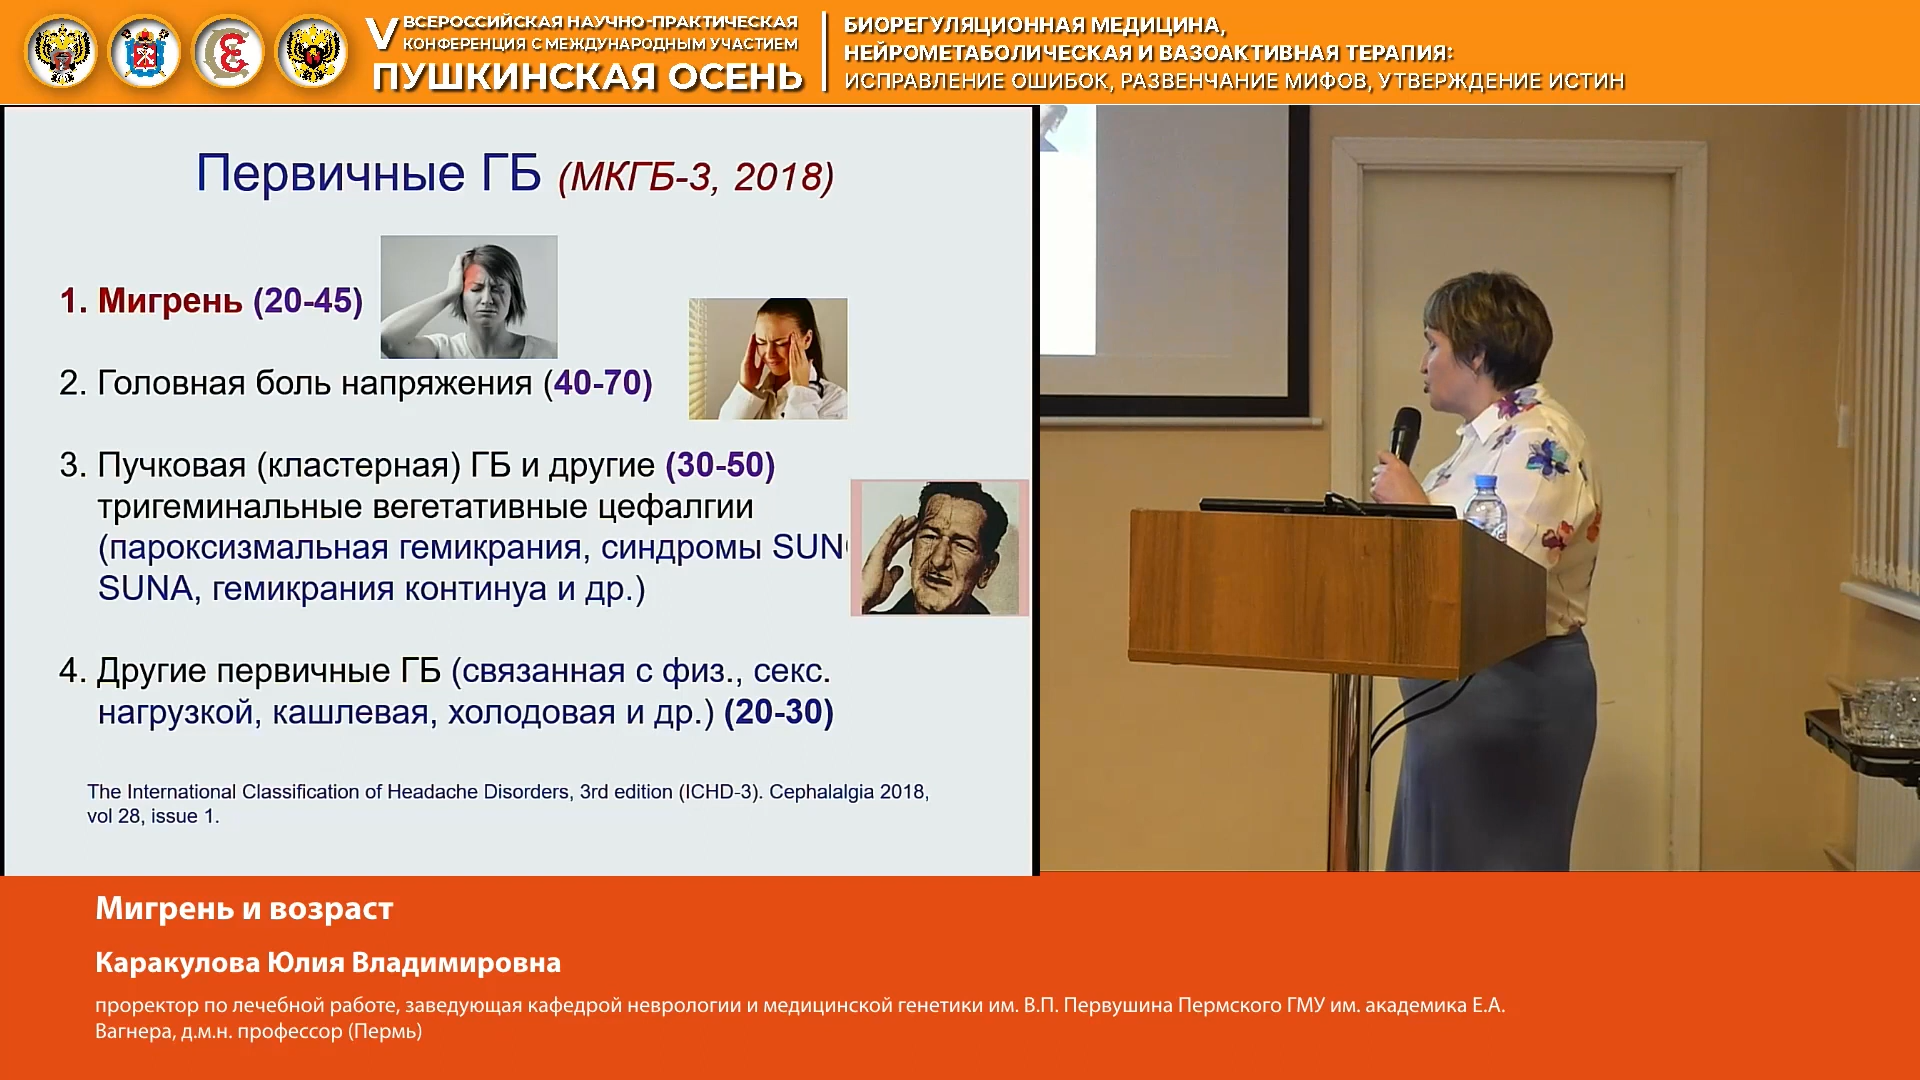 V ВСЕРОССИЙСКАЯ НАУЧНО-ПРАКТИЧЕСКАЯ
КОНФЕРЕНЦИЯ С МЕЖДУНАРОДНЫМ УЧАСТИЕМ
ПУШКИНСКАЯ ОСЕНЬ
БИОРЕГУЛЯЦИОННАЯ МЕДИЦИНА,
НЕЙРОМЕТАБОЛИЧЕСКАЯ И ВАЗОАКТИВНАЯ ТЕРАПИЯ:
ИСПРАВЛЕНИЕ ОШИБОК, РАЗВЕНЧАНИЕ МИФОВ, УТВЕРЖДЕНИЕ ИСТИН
Первичные ГБ (МКГБ-3, 2018)
1. Мигрень (20-45)
2. Головная боль напряжения (40-70)
3. Пучковая (кластерная) ГБ и другие (30-50)
тригеминальные вегетативные цефалгии
(пароксизмальная гемикрания, синдромы
SUNA, гемикрания континуа и др.)
4. Другие первичные ГБ (связанная с физ., секс.
нагрузкой, кашлевая, холодовая и др.) (20-30)
The International Classification of Headache Disorders, 3rd edition (ICHD-3). Cephalalgia 2018,
vol 28, issue 1.
Мигрень и возраст
Каракулова Юлия Владимировна
проректор по лечебной работе, заведующая кафедрой неврологии и медицинской генетики им. В.П. Первушина Пермского ГМУ им. академика Е.А.
Вагнера, д.м.н. профессор (Пермь)